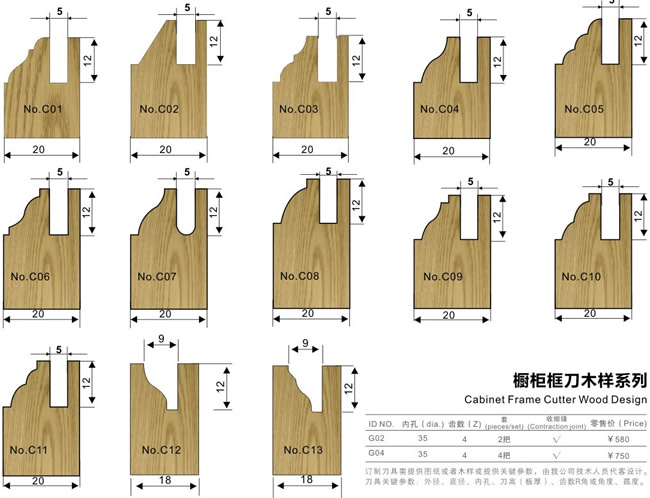 5 5 5 5 5
12 12 12 12 12
No.C01 No.C02 No.C03 No.C04 No.C05
20 20 20 20 20
5 5 5 5 5
12 12 12 12 12
No.C06 No.C07 No.C08 No.C09 No.C10
20 20 20 20 20
5 9 9
12 12 12
No.C11 No.C12 No.C13
20 18 18
橱柜框刀木样系列
Cabinet Frame Cutter Wood Design
ID NO. 内孔 (dia.) 齿数 (Z) 套 (pieces/set) 收缩缝 (Contraction joint) 零售价 (Price)
G02 35 4 2把 √ ￥580
G04 35 4 4把 √ ￥750
订制刀具需提供图纸或者木样或提供关键参数，由我公司技术人员代客设计。
刀具关键参数：外径、底径、内孔、刀高（板厚）、齿数R角或角度、弧度。